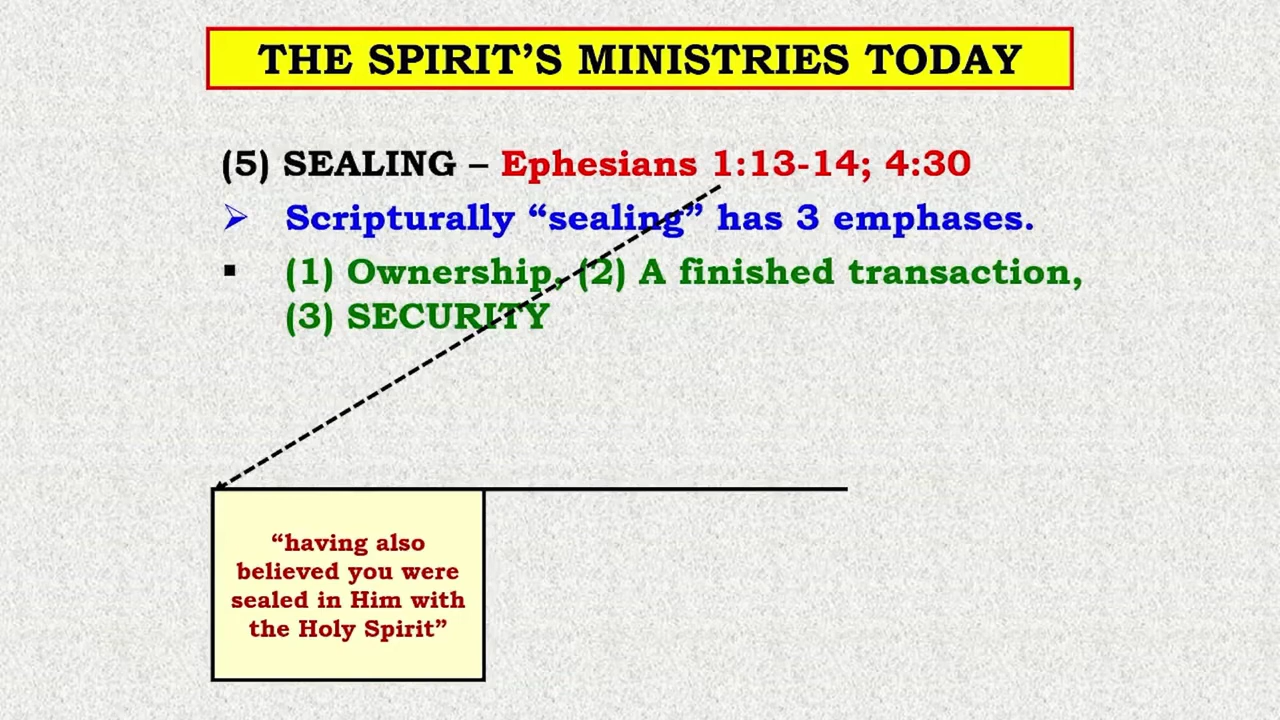 THE SPIRIT’S MINISTRIES TODAY
(5) SEALING – Ephesians 1:13-14; 4:30
Scripturally “sealing” has 3 emphases.
(1) Ownership, (2) A finished transaction,
(3) SECURITY
“having also
believed you were
sealed in Him with
the Holy Spirit”